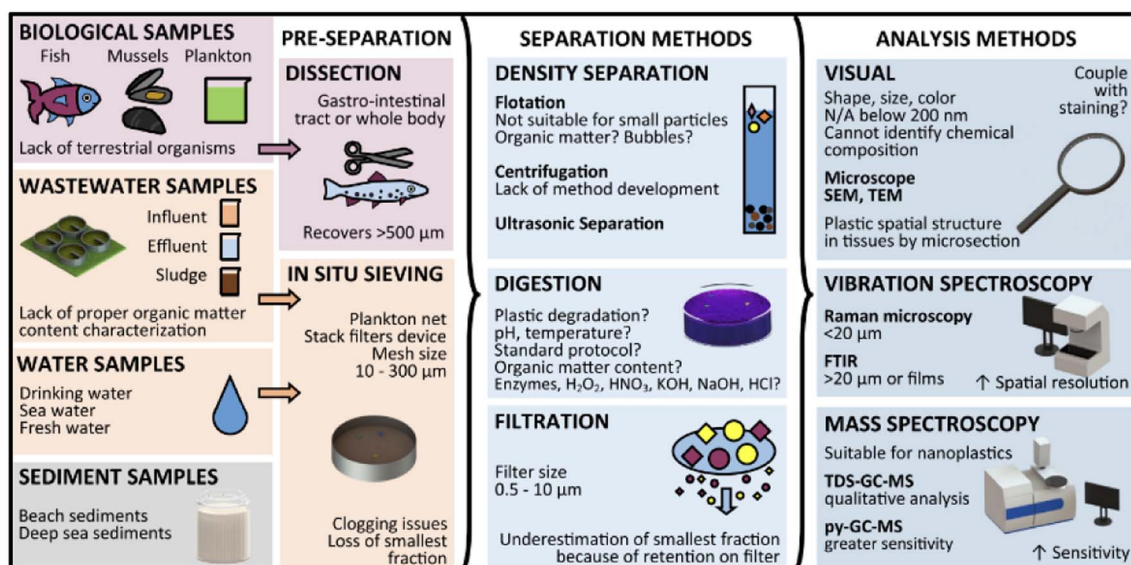 BIOLOGICAL SAMPLES
Fish Mussels Plankton
Lack of terrestrial organisms
WASTEWATER SAMPLES
Influent
Effluent
Sludge
Lack of proper organic matter
content characterization
WATER SAMPLES
Drinking water
Sea water
Fresh water
SEDIMENT SAMPLES
Beach sediments
Deep sea sediments
PRE-SEPARATION
DISSECTION
Gastro-intestinal
tract or whole body
Recovers >500 µm
IN SITU SIEVING
Plankton net
Stack filters device
Mesh size
10 - 300 µm
Clogging issues
Loss of smallest
fraction
SEPARATION METHODS
DENSITY SEPARATION
Flotation
Not suitable for small particles
Organic matter? Bubbles?
Centrifugation
Lack of method development
Ultrasonic Separation
DIGESTION
Plastic degradation?
pH, temperature?
Standard protocol?
Organic matter content?
Enzymes, H₂O₂, HNO₃, KOH, NaOH, HCl?
FILTRATION
Filter size
0.5 - 10 µm
Underestimation of smallest fraction
because of retention on filter
ANALYSIS METHODS
VISUAL
Shape, size, color
N/A below 200 nm
Cannot identify chemical
composition
Couple
with
staining?
Microscope
SEM, TEM
Plastic spatial structure
in tissues by microsection
VIBRATION SPECTROSCOPY
Raman microscopy
<20 µm
FTIR
>20 µm or films
↑ Spatial resolution
MASS SPECTROSCOPY
Suitable for nanoplastics
TDS-GC-MS
qualitative analysis
py-GC-MS
greater sensitivity
↑ Sensitivity